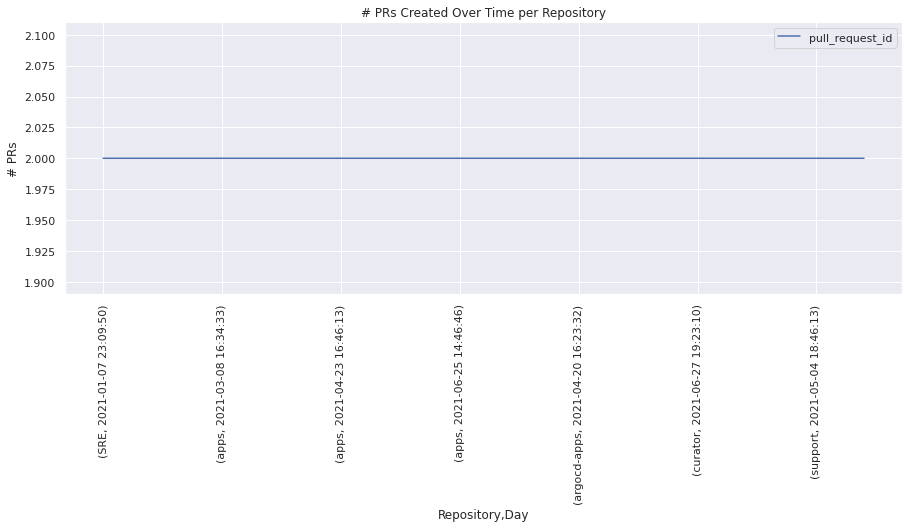 # PRs Created Over Time per Repository
pull_request_id
2.100
2.075
2.050
2.025
2.000
1.975
1.950
1.925
1.900
# PRs
(SRE, 2021-01-07 23:09:50)
(apps, 2021-03-08 16:34:33)
(apps, 2021-04-23 16:46:13)
(apps, 2021-06-25 14:46:46)
(argocd-apps, 2021-04-20 16:23:32)
(curator, 2021-06-27 19:23:10)
(support, 2021-05-04 18:46:13)
Repository,Day